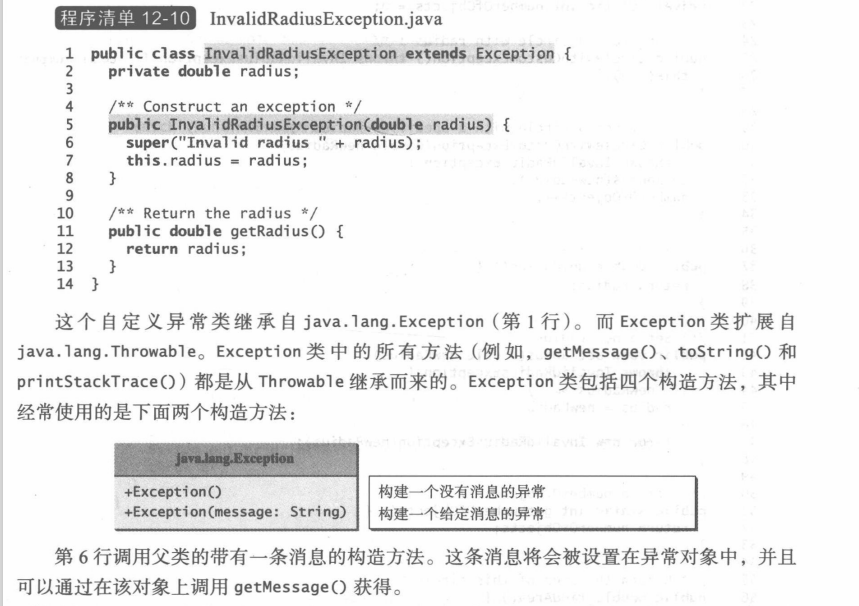 程序清单 12-10 InvalidRadiusException.java
1 public class InvalidRadiusException extends Exception {
2 private double radius;
3
4 /** Construct an exception */
5 public InvalidRadiusException(double radius) {
6 super("Invalid radius " + radius);
7 this.radius = radius;
8 }
9
10 /** Return the radius */
11 public double getRadius() {
12 return radius;
13 }
14 }
这个自定义异常类继承自 java.lang.Exception (第 1 行)。而 Exception 类扩展自
java.lang.Throwable。Exception 类中的所有方法 (例如, getMessage()、toString() 和
printStackTrace()) 都是从 Throwable 继承而来的。Exception 类包括四个构造方法, 其中
经常使用的是下面两个构造方法:
java.lang.Exception
+Exception() 构建一个没有消息的异常
+Exception(message: String) 构建一个给定消息的异常
第 6 行调用父类的带有一条消息的构造方法。这条消息将会被设置在异常对象中, 并且
可以通过在该对象上调用 getMessage() 获得。